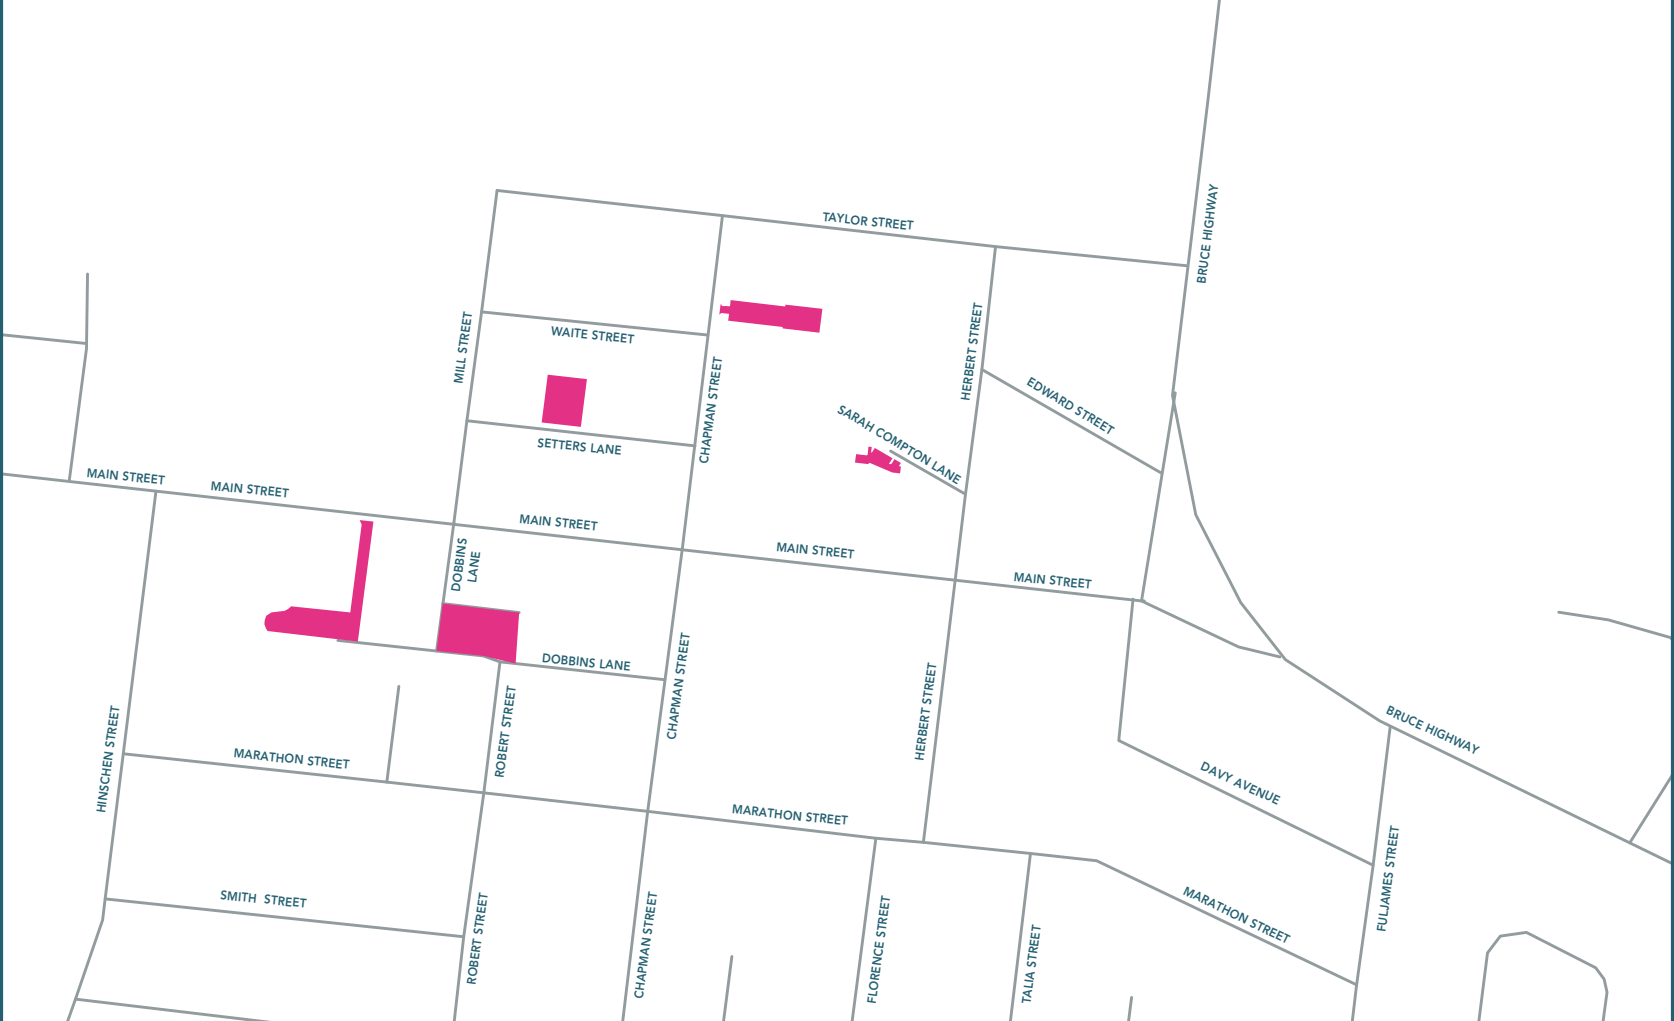 BRUCE HIGHWAY
TAYLOR STREET
MILL STREET
WAITE STREET
HERBERT STREET
CHAPMAN STREET
EDWARD STREET
SARAH COMPTON LANE
SETTERS LANE
MAIN STREET
MAIN STREET
MAIN STREET
MAIN STREET
MAIN STREET
DOBBINS
LANE
DOBBINS LANE
CHAPMAN STREET
HERBERT STREET
ROBERT STREET
HINSCHEN STREET
BRUCE HIGHWAY
MARATHON STREET
DAVY AVENUE
MARATHON STREET
FULJAMES STREET
SMITH  STREET
ROBERT STREET
CHAPMAN STREET
FLORENCE STREET
TALIA STREET
MARATHON STREET